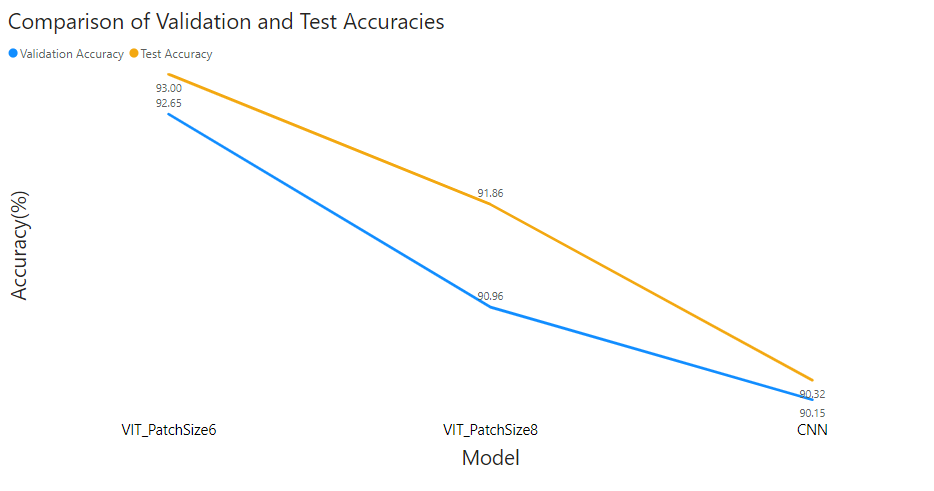 Comparison of Validation and Test Accuracies
Validation Accuracy Test Accuracy
93.00
92.65
91.86
90.96
90.32
90.15
Accuracy(%)
VIT_PatchSize6 VIT_PatchSize8 CNN
Model